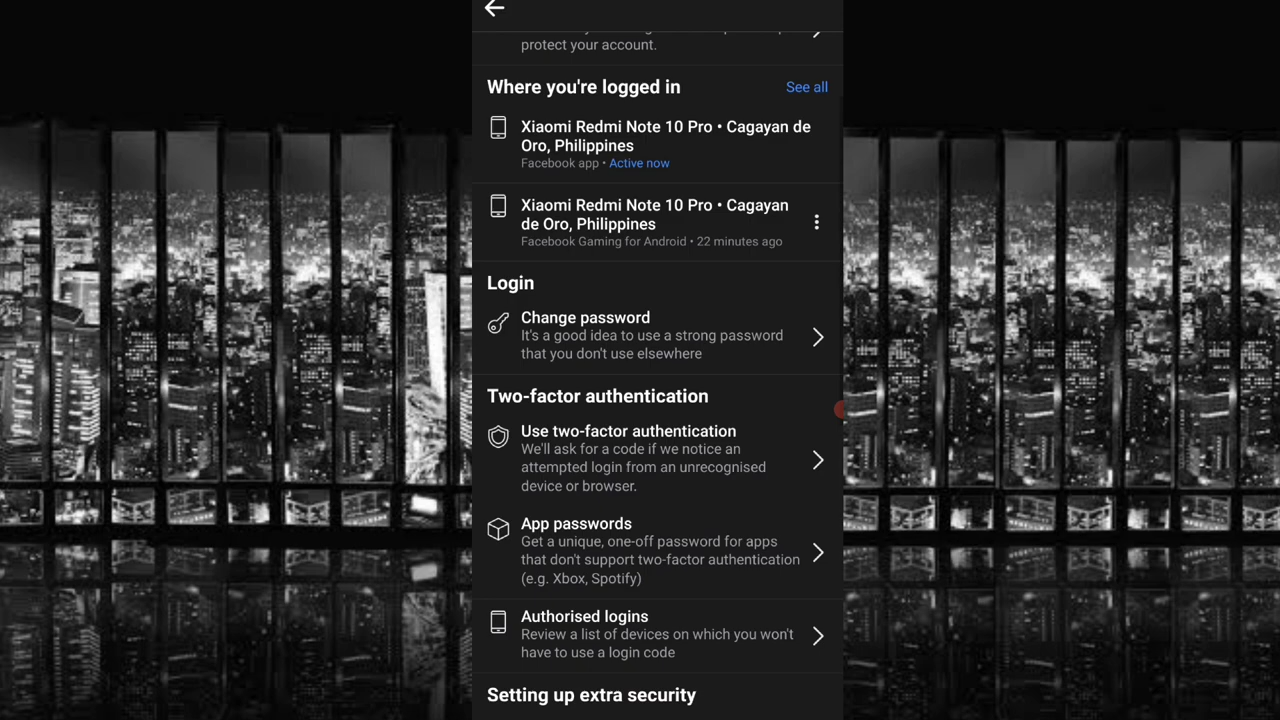 protect your account.
Where you're logged in
See all
Xiaomi Redmi Note 10 Pro • Cagayan de
Oro, Philippines
Facebook app • Active now
Xiaomi Redmi Note 10 Pro • Cagayan
de Oro, Philippines
Facebook Gaming for Android • 22 minutes ago
Login
Change password
It's a good idea to use a strong password
that you don't use elsewhere
Two-factor authentication
Use two-factor authentication
We'll ask for a code if we notice an
attempted login from an unrecognised
device or browser.
App passwords
Get a unique, one-off password for apps
that don't support two-factor authentication
(e.g. Xbox, Spotify)
Authorised logins
Review a list of devices on which you won't
have to use a login code
Setting up extra security